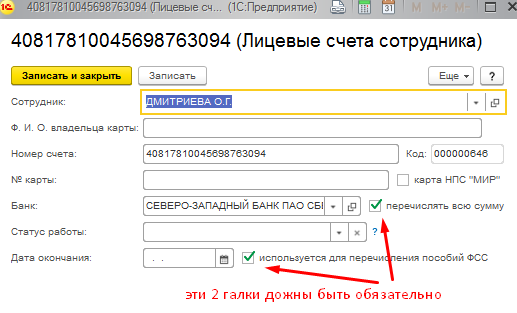 40817810045698763094 (Лицевые сч... (1С:Предприятие)
M M+ M-
40817810045698763094 (Лицевые счета сотрудника)
Записать и закрыть Записать Еще ?
Сотрудник: ДМИТРИЕВА О.Г.
Ф. И. О. владельца карты:
Номер счета: 40817810045698763094 Код: 000000646
№ карты: карта НПС "МИР"
Банк: СЕВЕРО-ЗАПАДНЫЙ БАНК ПАО СБЕ перечислять всю сумму
Статус работы: ?
Дата окончания: . . используется для перечисления пособий ФСС
эти 2 галки дожны быть обязательно